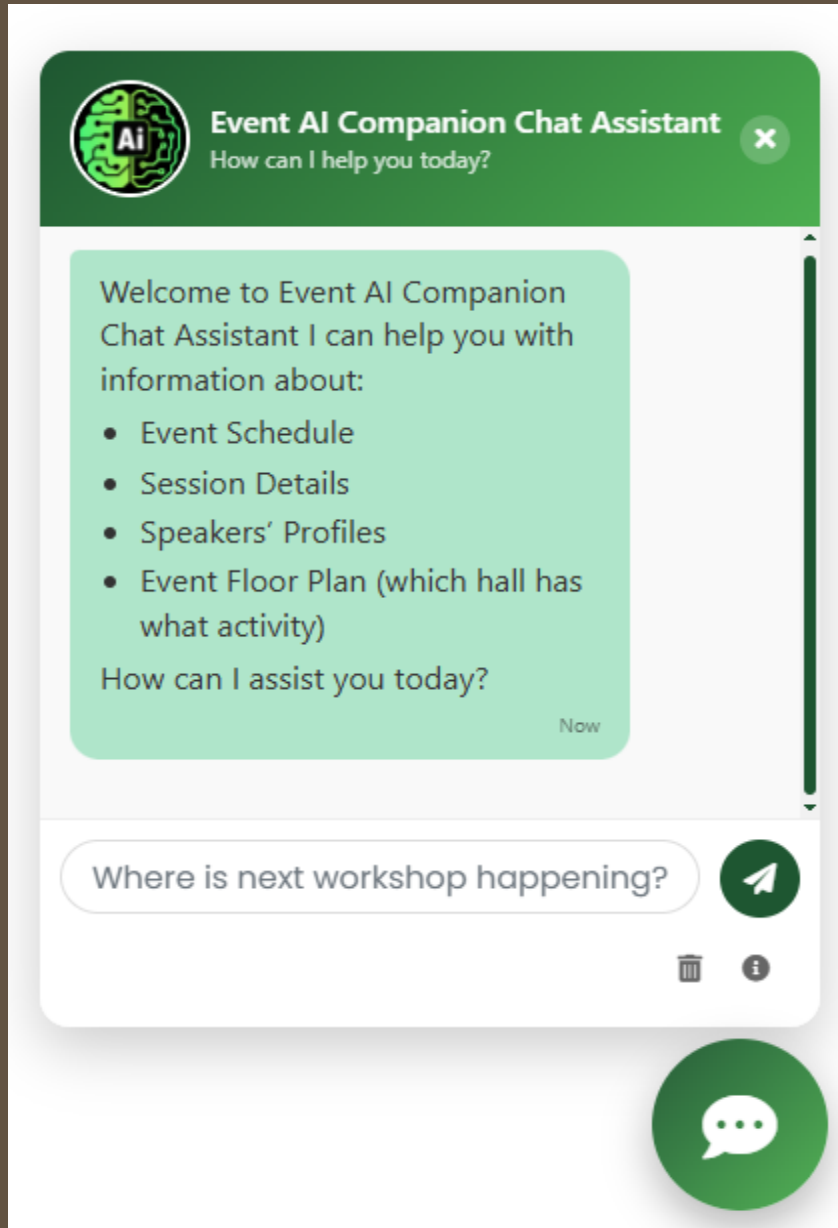 Ai
Event AI Companion Chat Assistant
How can I help you today?
Welcome to Event AI Companion
Chat Assistant I can help you with
information about:
• Event Schedule
• Session Details
• Speakers’ Profiles
• Event Floor Plan (which hall has
what activity)
How can I assist you today?
Now
Where is next workshop happening?